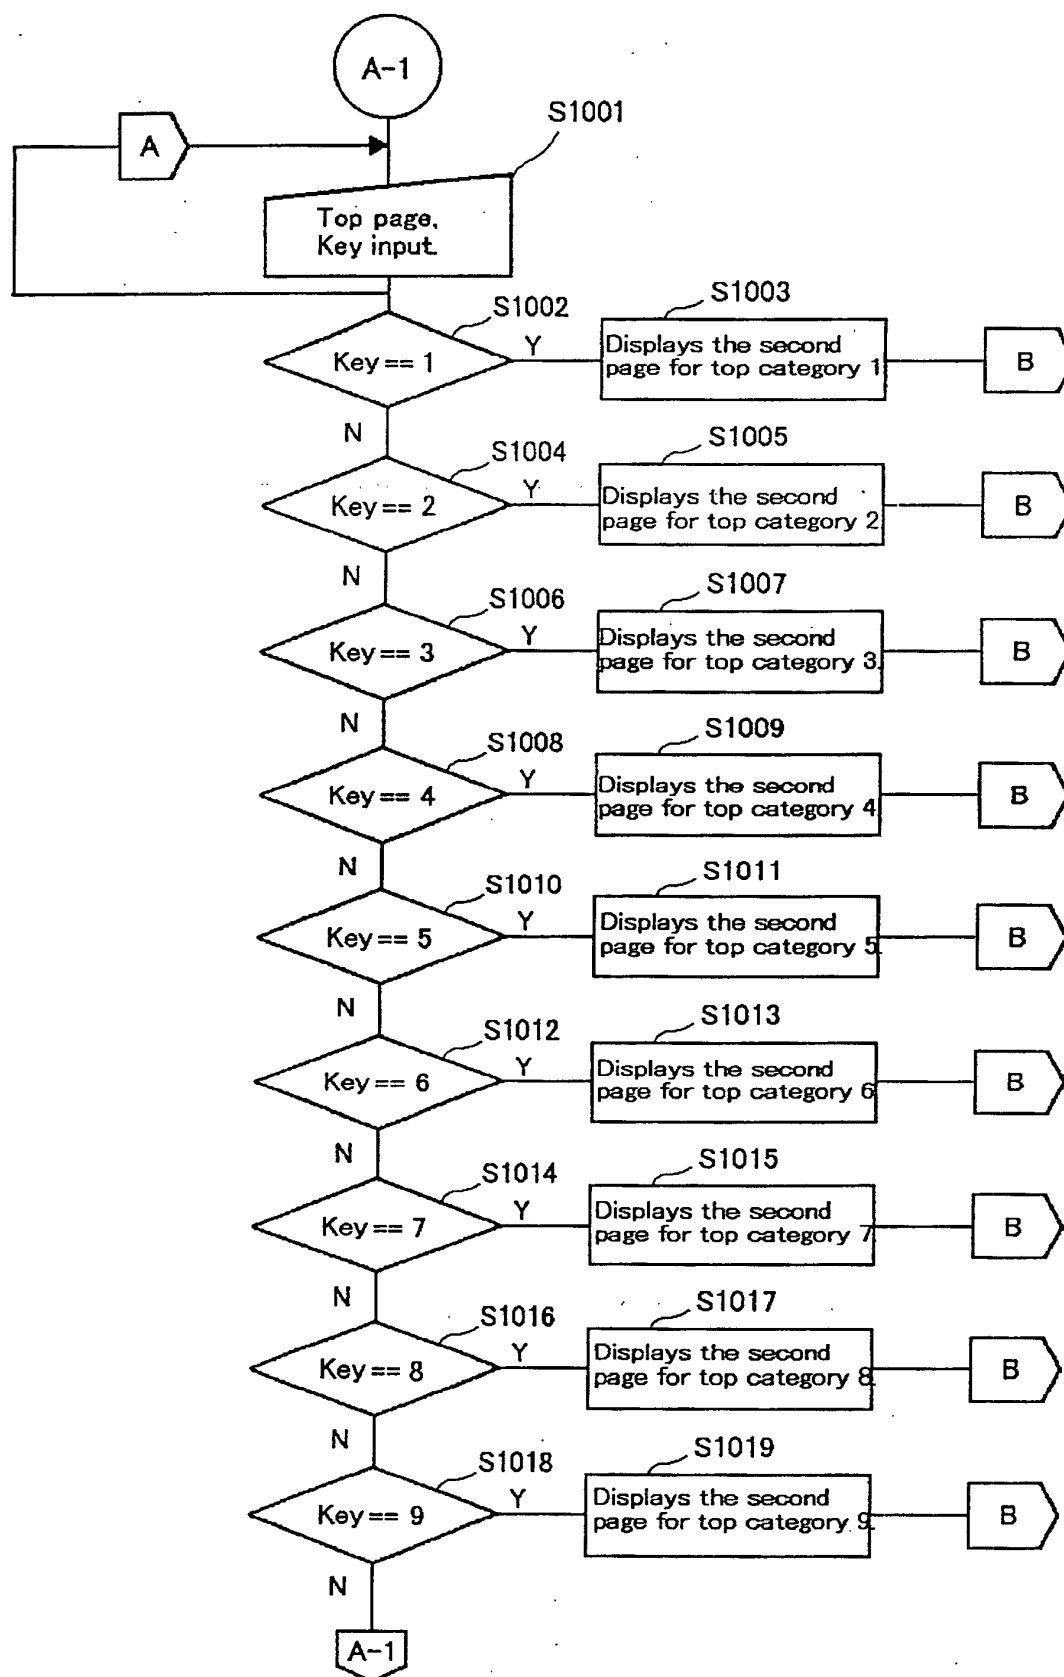 A-1
S1001
A
Top page,
Key input.
S1002
S1003
Key == 1
Y
Displays the second
page for top category 1
B
N
S1004
S1005
Key == 2
Y
Displays the second
page for top category 2
B
N
S1006
S1007
Key == 3
Y
Displays the second
page for top category 3.
B
N
S1008
S1009
Key == 4
Y
Displays the second
page for top category 4
B
N
S1010
S1011
Key == 5
Y
Displays the second
page for top category 5.
B
N
S1012
S1013
Key == 6
Y
Displays the second
page for top category 6
B
N
S1014
S1015
Key == 7
Y
Displays the second
page for top category 7
B
N
S1016
S1017
Key == 8
Y
Displays the second
page for top category 8.
B
N
S1018
S1019
Key == 9
Y
Displays the second
page for top category 9.
B
N
A-1